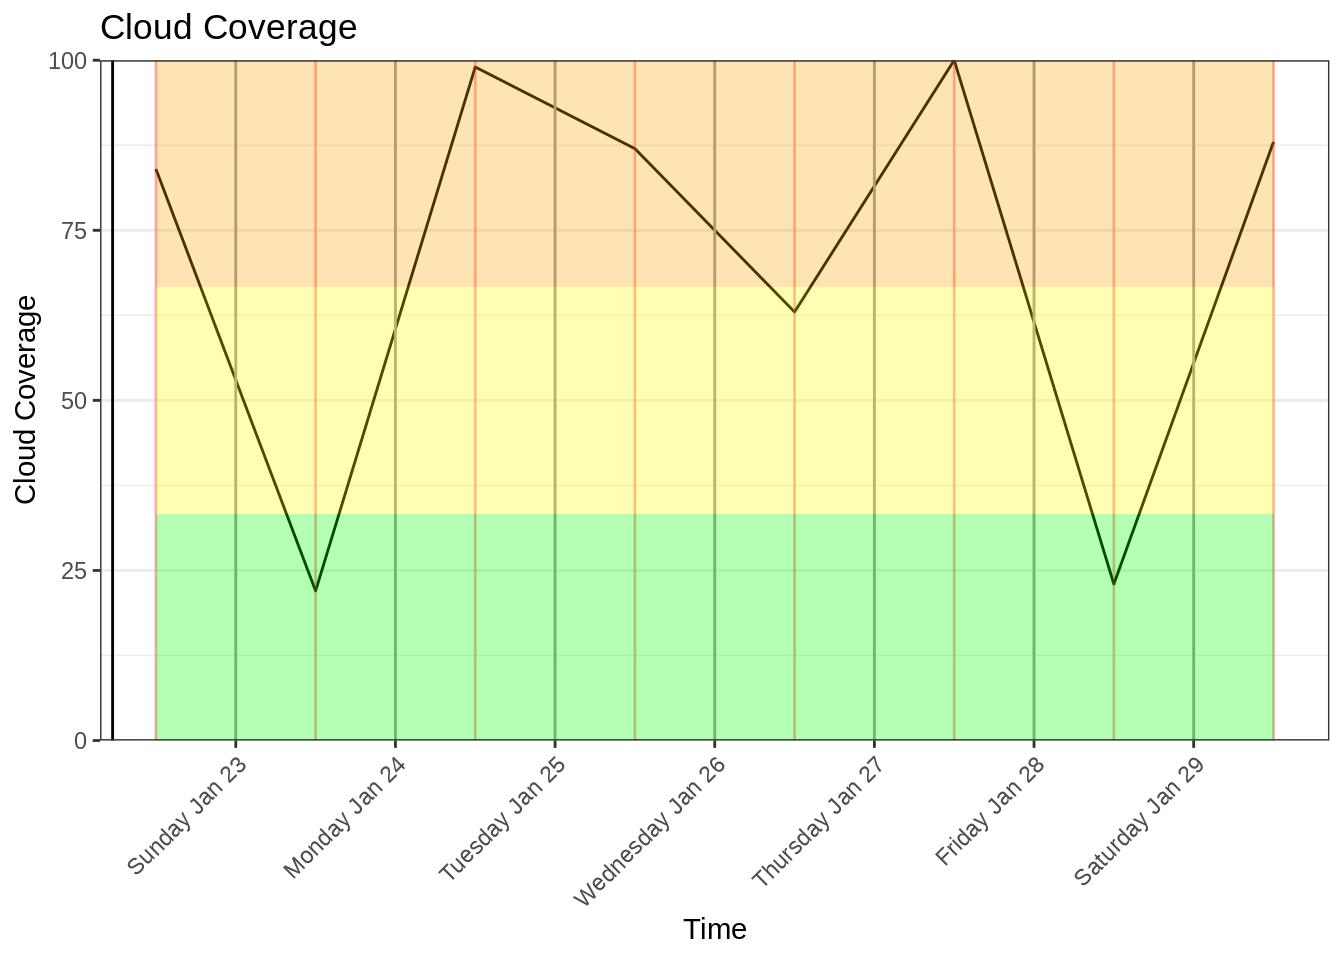 Cloud Coverage
100
75
50
25
0
Cloud Coverage
Sunday Jan 23
Monday Jan 24
Tuesday Jan 25
Wednesday Jan 26
Thursday Jan 27
Friday Jan 28
Saturday Jan 29
Time